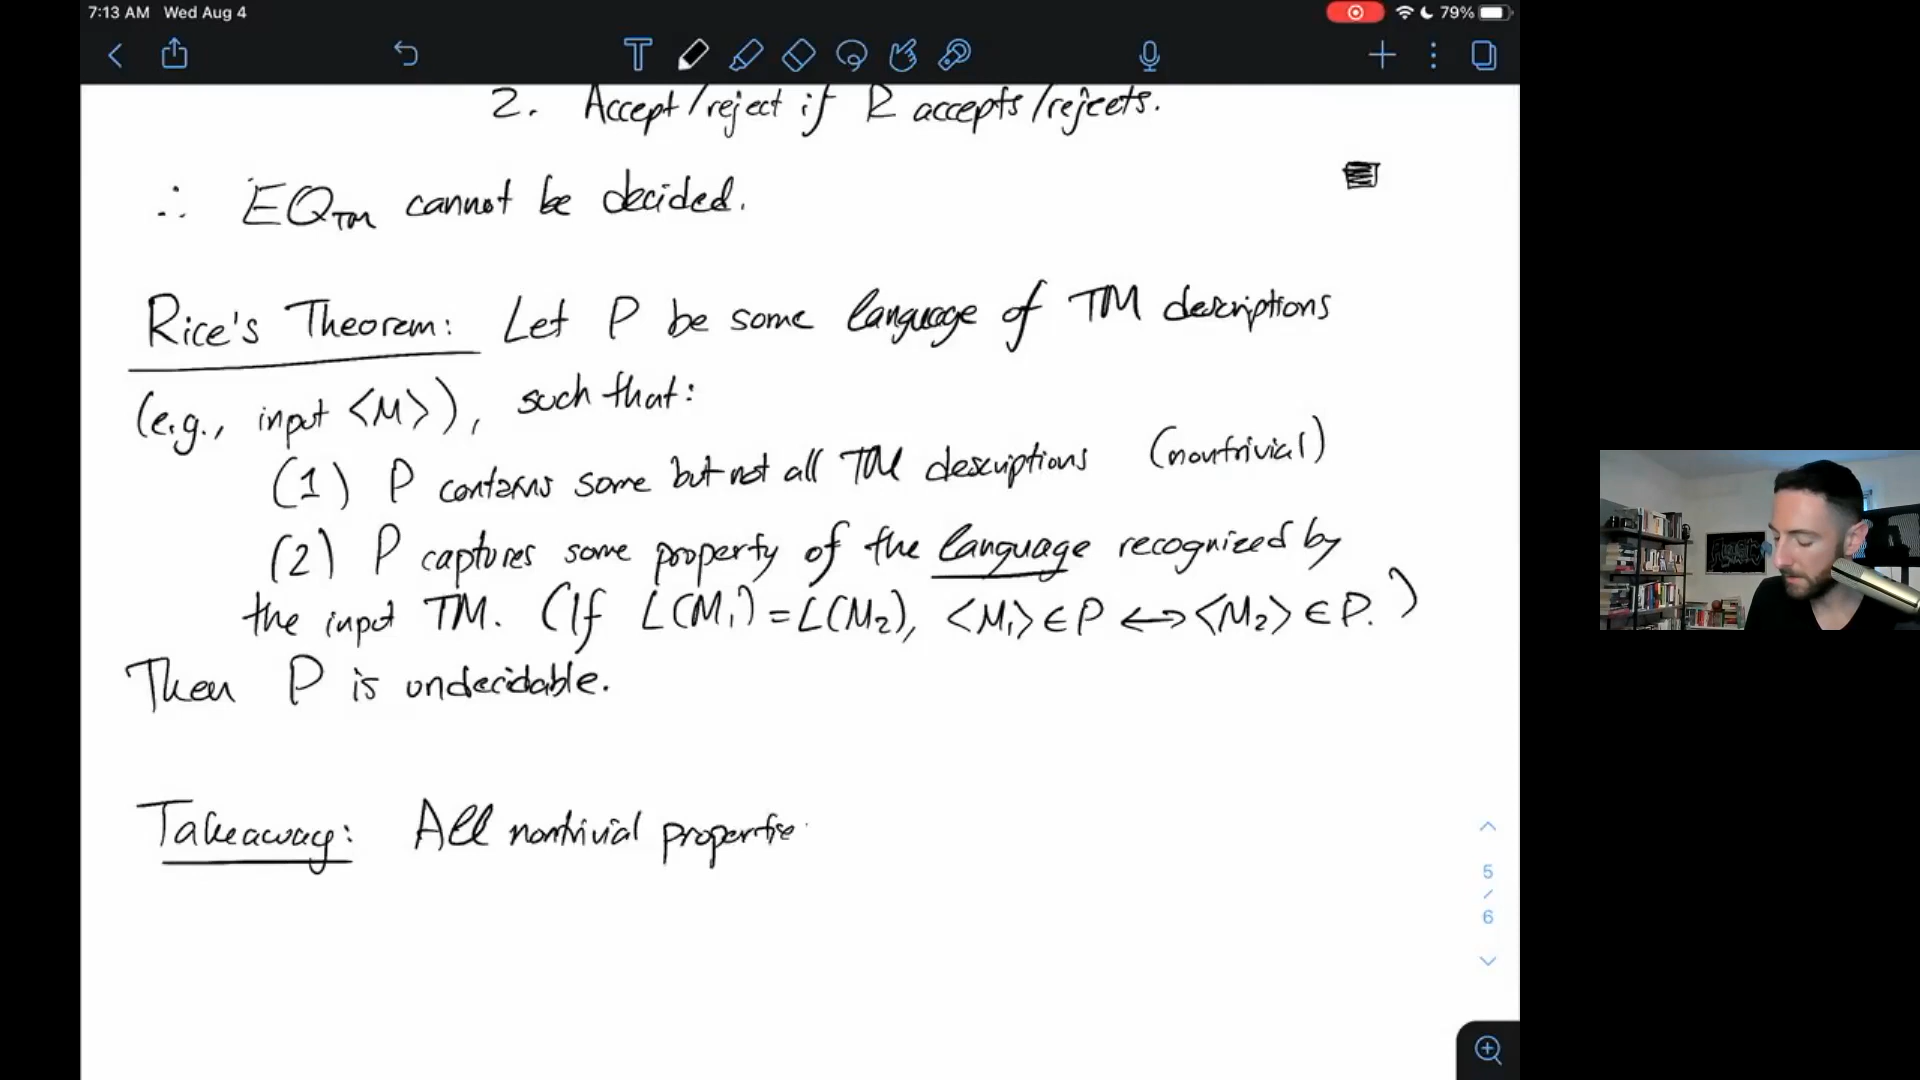 7:13 AM Wed Aug 4
79%
2. Accept/reject if R accepts/rejects.
∴ EQ_TM cannot be decided.
Rice's Theorem: Let P be some language of TM descriptions
(e.g., input <M>), such that:
(1) P contains some but not all TM descriptions (nontrivial)
(2) P captures some property of the language recognized by
the input TM. (If L(M₁) = L(M₂), <M₁> ∈ P ⟷ <M₂> ∈ P. )
Then P is undecidable.
Takeaway: All nontrivial propertie
5
/
6